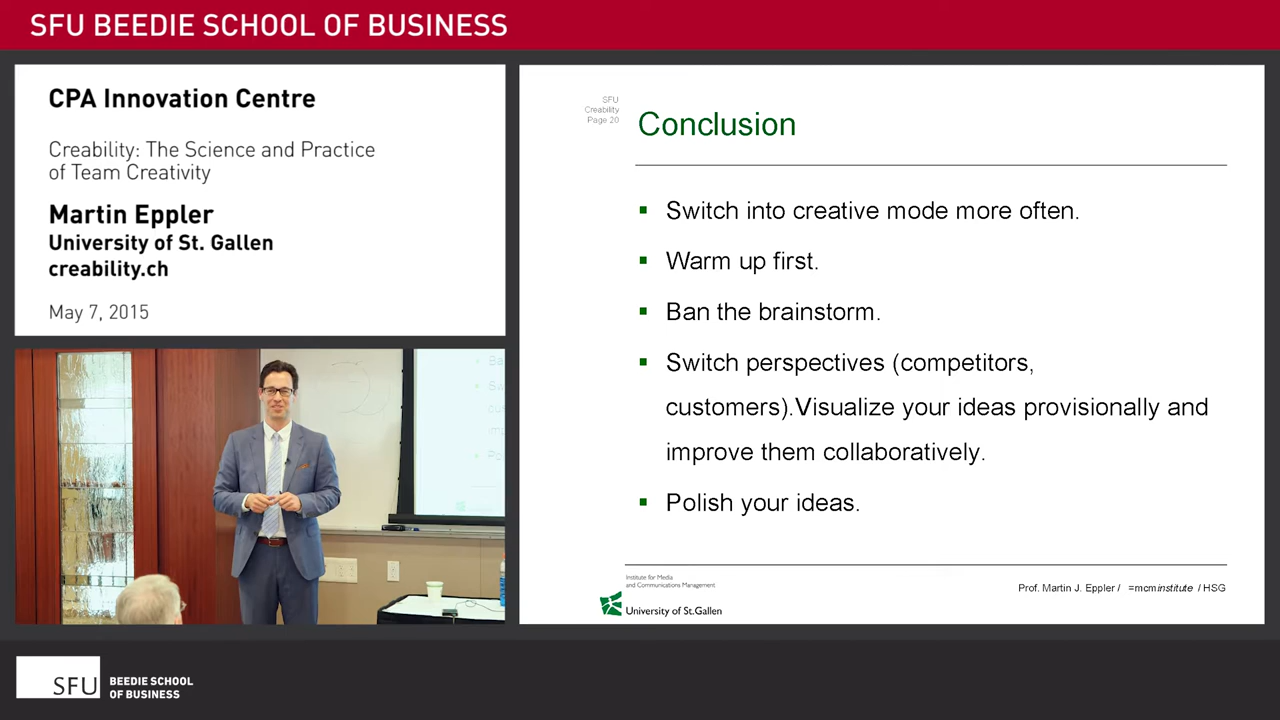 SFU BEEDIE SCHOOL OF BUSINESS
CPA Innovation Centre
Creability: The Science and Practice
of Team Creativity
Martin Eppler
University of St. Gallen
creability.ch
May 7, 2015
SFU
Creability
Page 20
Conclusion
Switch into creative mode more often.
Warm up first.
Ban the brainstorm.
Switch perspectives (competitors,
customers).Visualize your ideas provisionally and
improve them collaboratively.
Polish your ideas.
Institute for Media
and Communications Management
University of St.Gallen
Prof. Martin J. Eppler / =mcminstitute / HSG
SFU
BEEDIE SCHOOL
OF BUSINESS